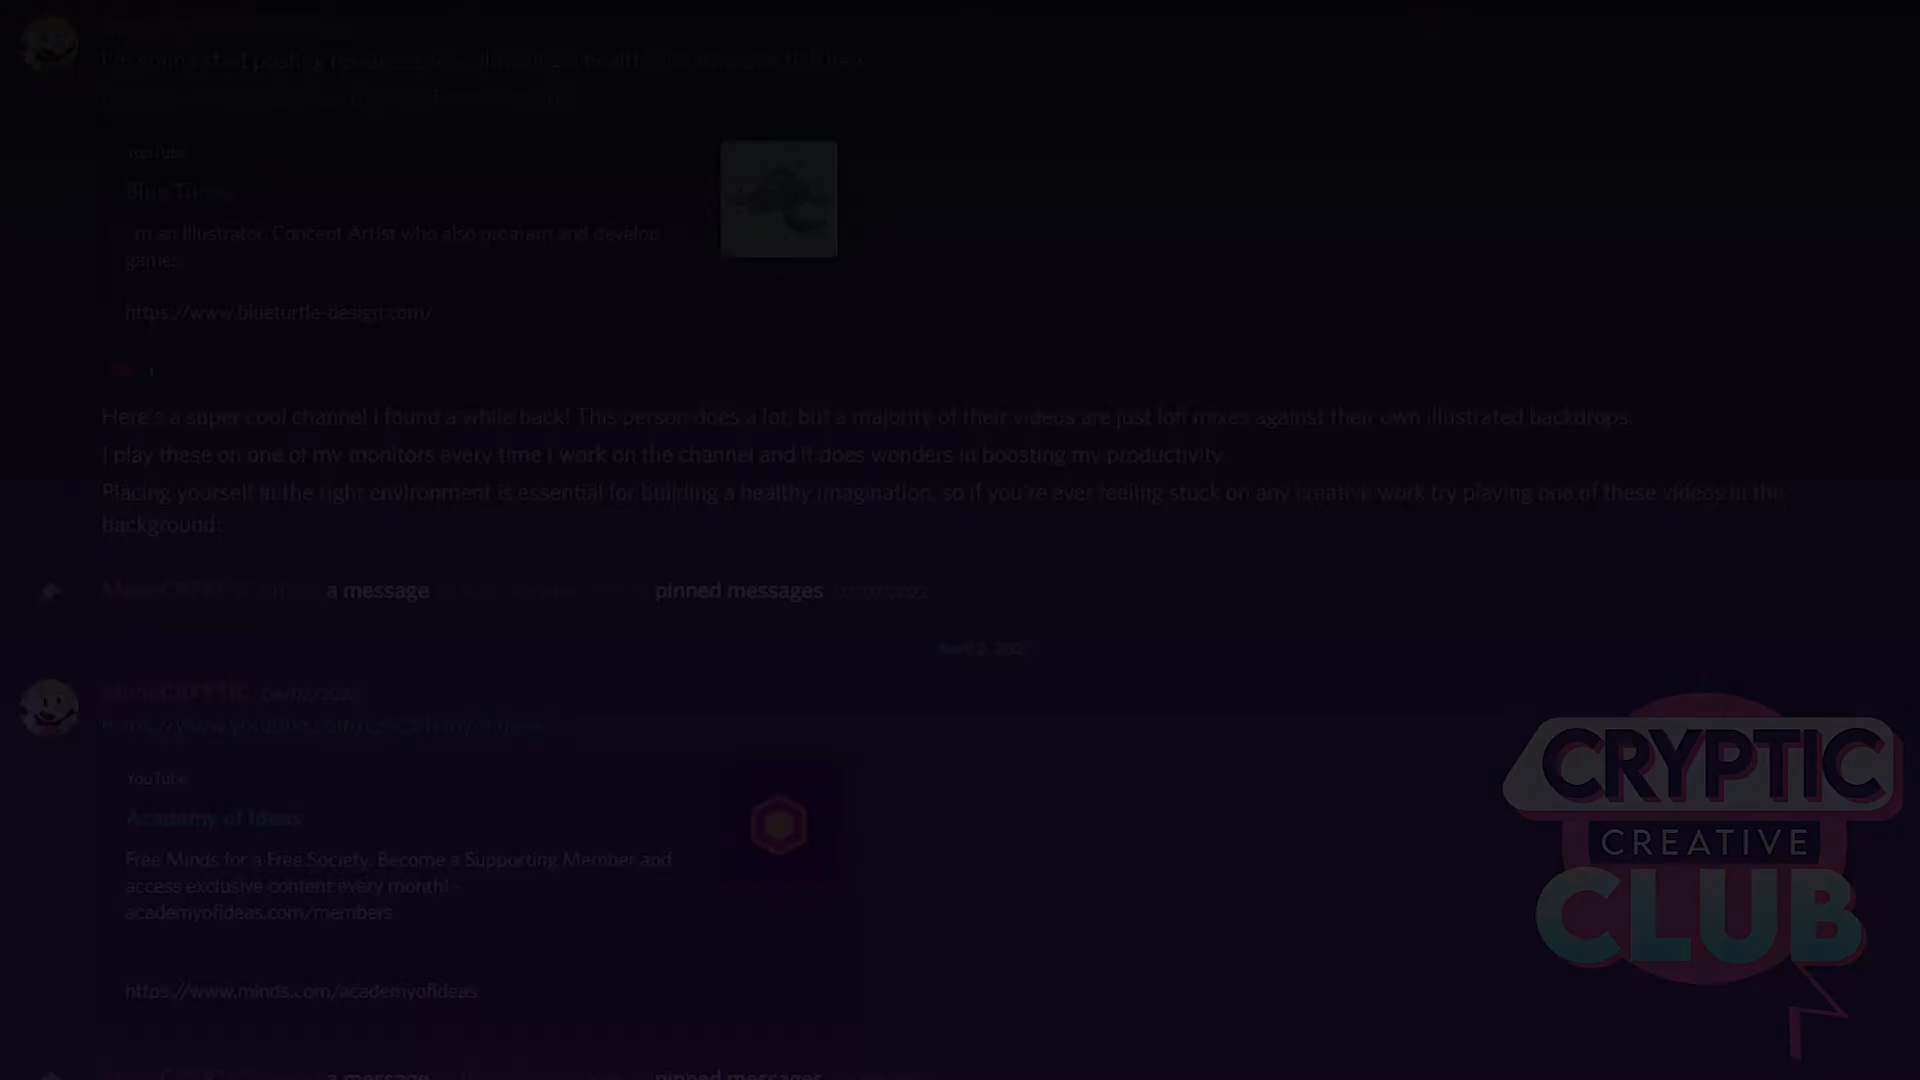 YouTube
I'm an Illustrator, Concept Artist who also program and develop
games.
https://www.blueturtle-design.com/
1
Here's a super cool channel I found a while back! This person does a lot, but a majority of their videos are just lofi mixes against their own illustrated backdrops.
I play these on one of my monitors every time I work on the channel and it does wonders in boosting my productivity
Placing yourself in the right environment is essential for building a healthy imagination, so if you're ever feeling stuck on any creative work try playing one of these videos in the
background:
a message pinned messages
YouTube
Academy of Ideas
Free Minds for a Free Society. Become a Supporting Member and
access exclusive content every month! -
academyofideas.com/members
https://www.minds.com/academyofideas
a message pinned messages
CRYPTIC
CREATIVE
CLUB